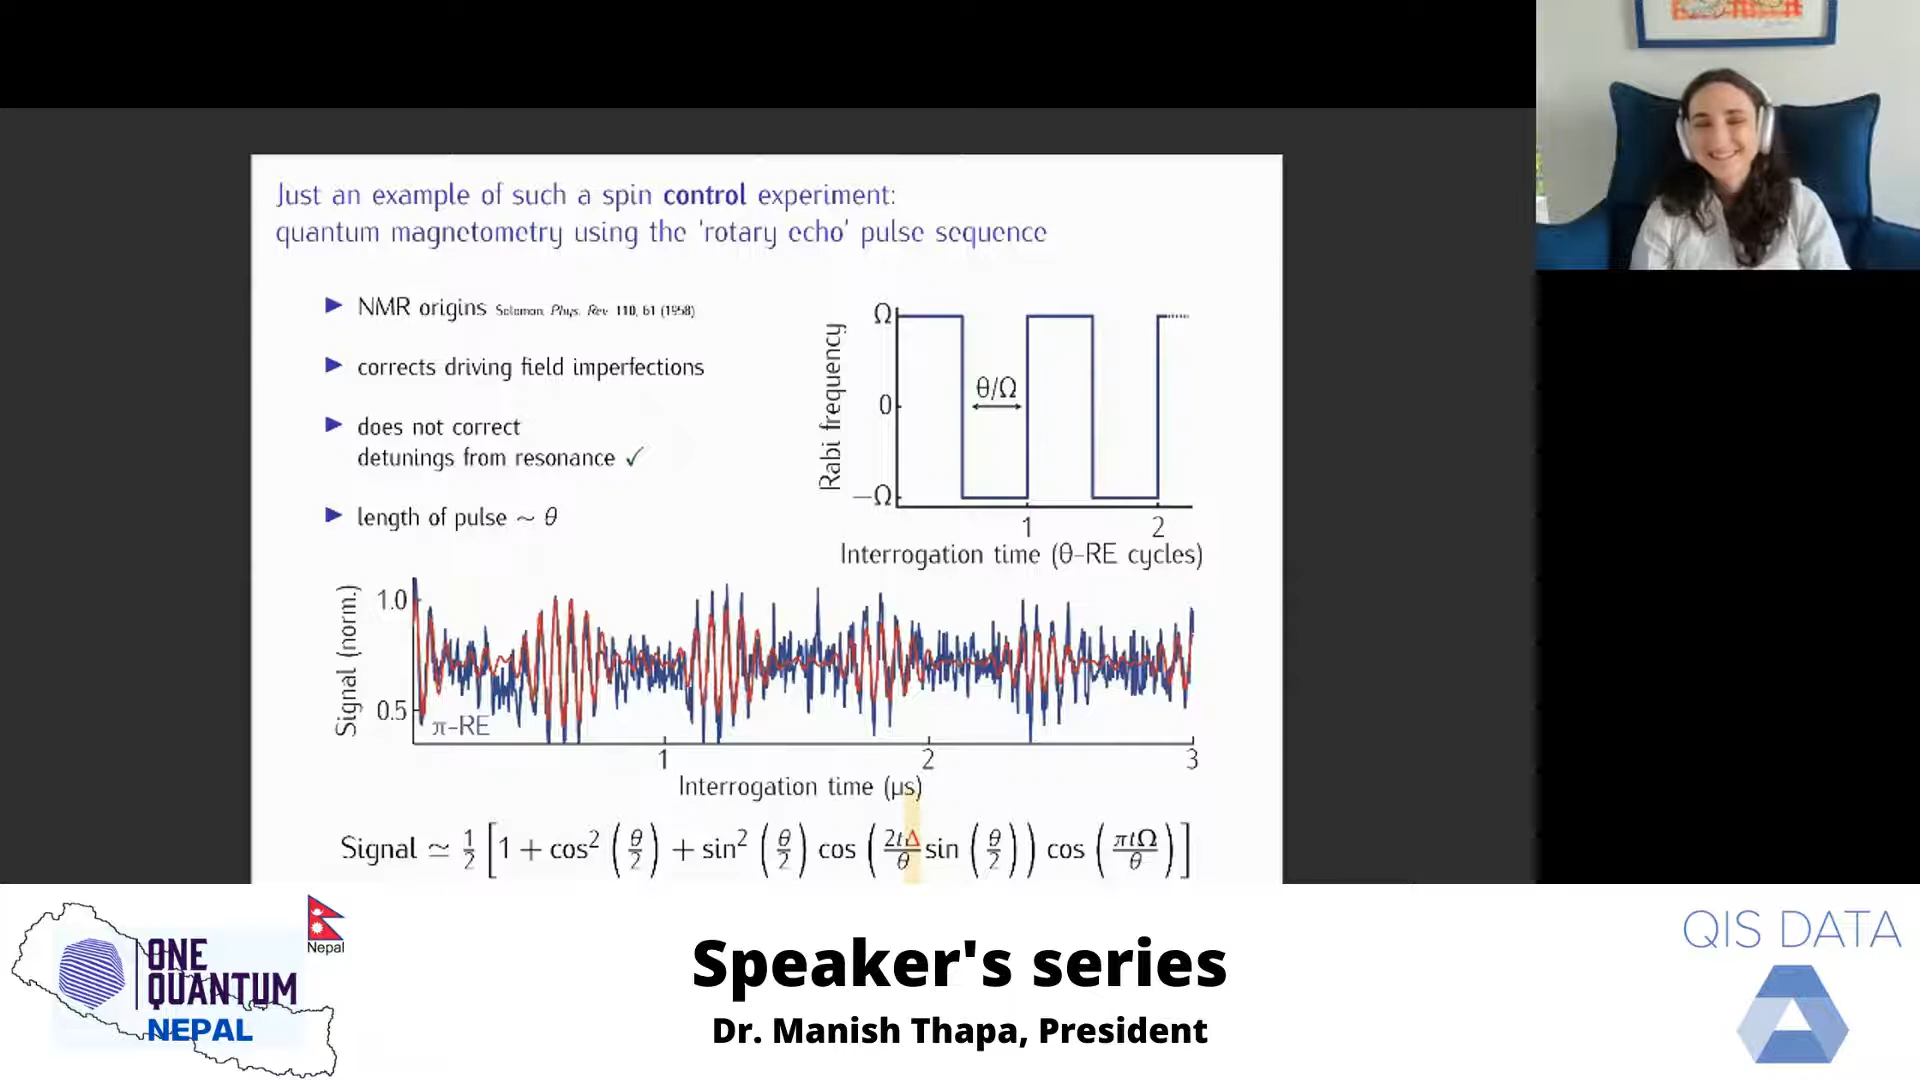 Just an example of such a spin control experiment:
quantum magnetometry using the 'rotary echo' pulse sequence
▶ NMR origins Solomon, Phys. Rev. 110, 61 (1958)
▶ corrects driving field imperfections
▶ does not correct
detunings from resonance ✓
▶ length of pulse ~ θ
Rabi frequency
Ω
0
−Ω
θ/Ω
1 2
Interrogation time (θ-RE cycles)
Signal (norm.)
1.0
0.5
π-RE
1 2 3
Interrogation time (μs)
Signal ≃ 1/2 [1 + cos² (θ/2) + sin² (θ/2) cos (2tΔ/θ sin (θ/2)) cos (πtΩ/θ)]
Nepal
ONE
QUANTUM
NEPAL
Speaker's series
Dr. Manish Thapa, President
QIS DATA